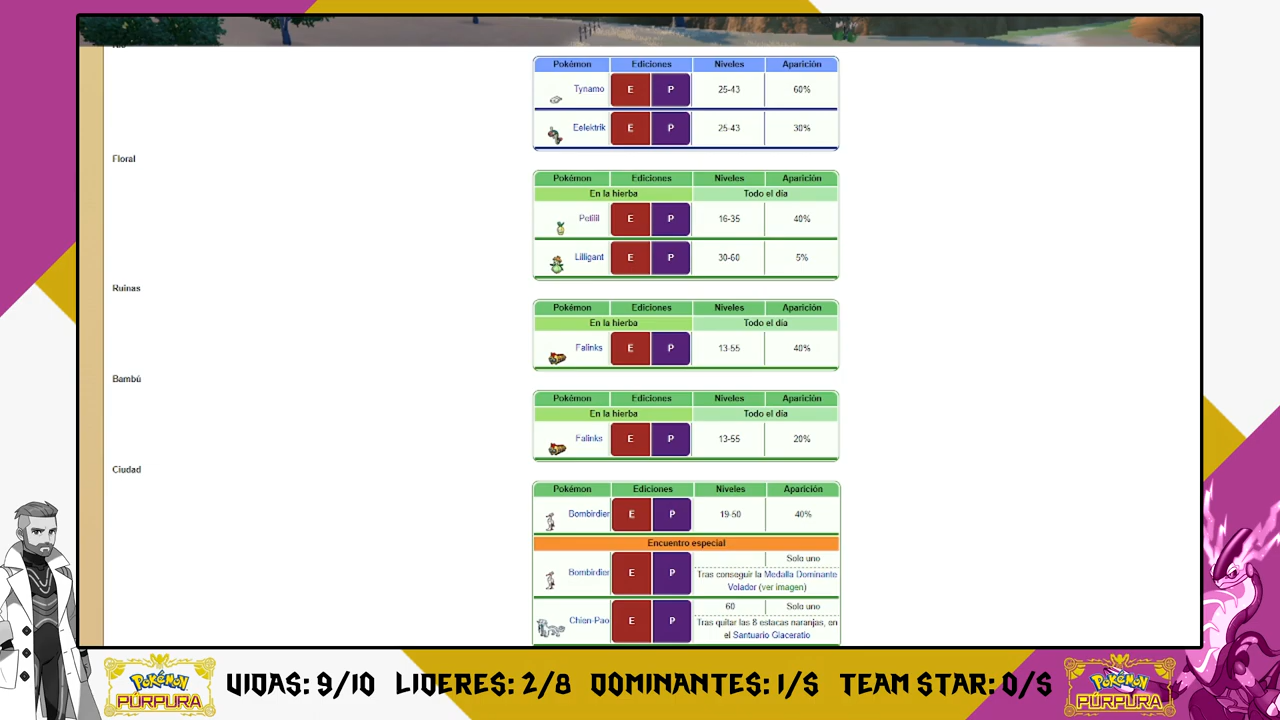 Pokémon Ediciones Niveles Aparición
Tynamo E P 25-43 60%
Eelektrik E P 25-43 30%
Floral
Pokémon Ediciones Niveles Aparición
En la hierba Todo el día
Petilil E P 16-35 40%
Lilligant E P 30-60 5%
Ruinas
Pokémon Ediciones Niveles Aparición
En la hierba Todo el día
Falinks E P 13-55 40%
Bambú
Pokémon Ediciones Niveles Aparición
En la hierba Todo el día
Falinks E P 13-55 20%
Ciudad
Pokémon Ediciones Niveles Aparición
Bombirdier E P 19-50 40%
Encuentro especial
Solo uno
Bombirdier E P Tras conseguir la Medalla Dominante
Volador (ver imagen)
60 Solo uno
Chien-Pao E P Tras quitar las 8 estacas naranjas, en
el Santuario Glaceratio
Pokémon PÚRPURA VIDAS: 9/10 LIDERES: 2/8 DOMINANTES: 1/5 TEAM STAR: 0/5 Pokémon PÚRPURA